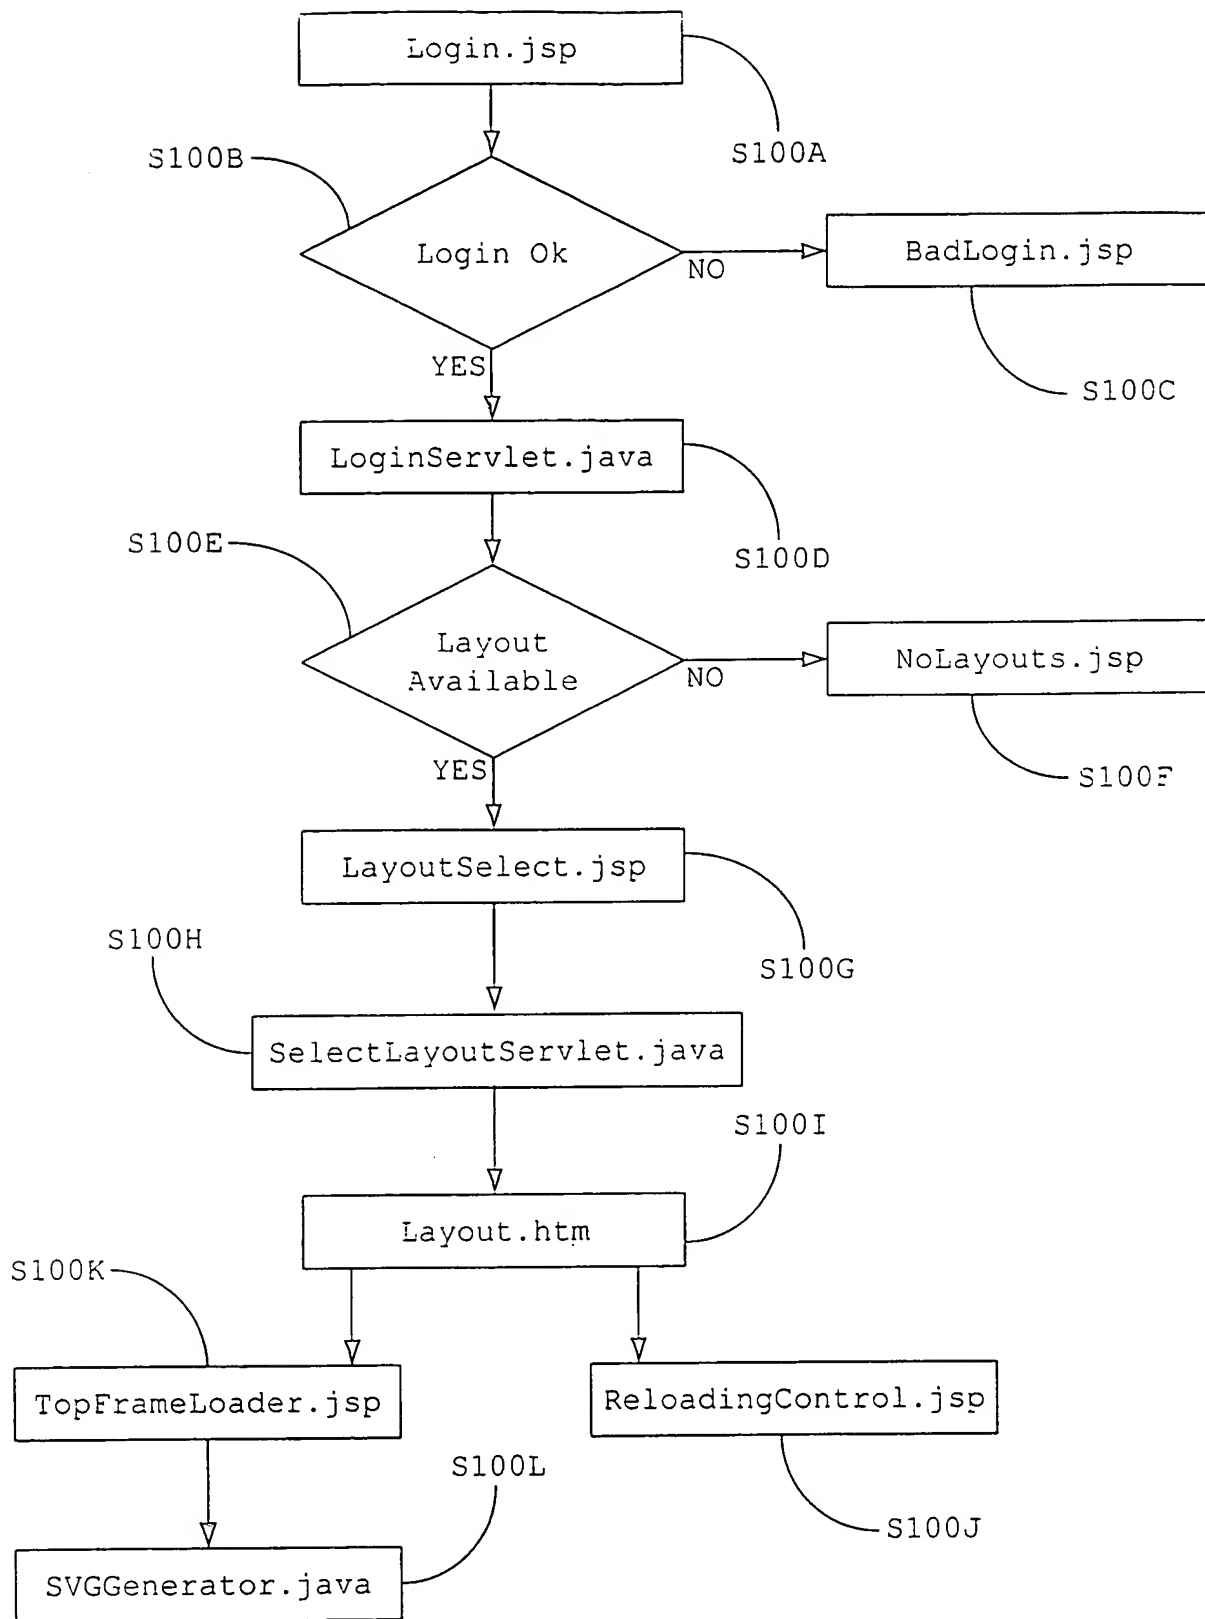 Login.jsp
S100A
S100B
Login Ok
NO
BadLogin.jsp
YES
S100C
LoginServlet.java
S100E
S100D
Layout
Available
NO
NoLayouts.jsp
YES
S100F
LayoutSelect.jsp
S100H
S100G
SelectLayoutServlet.java
S100I
Layout.htm
S100K
TopFrameLoader.jsp
ReloadingControl.jsp
S100L
S100J
SVGGenerator.java